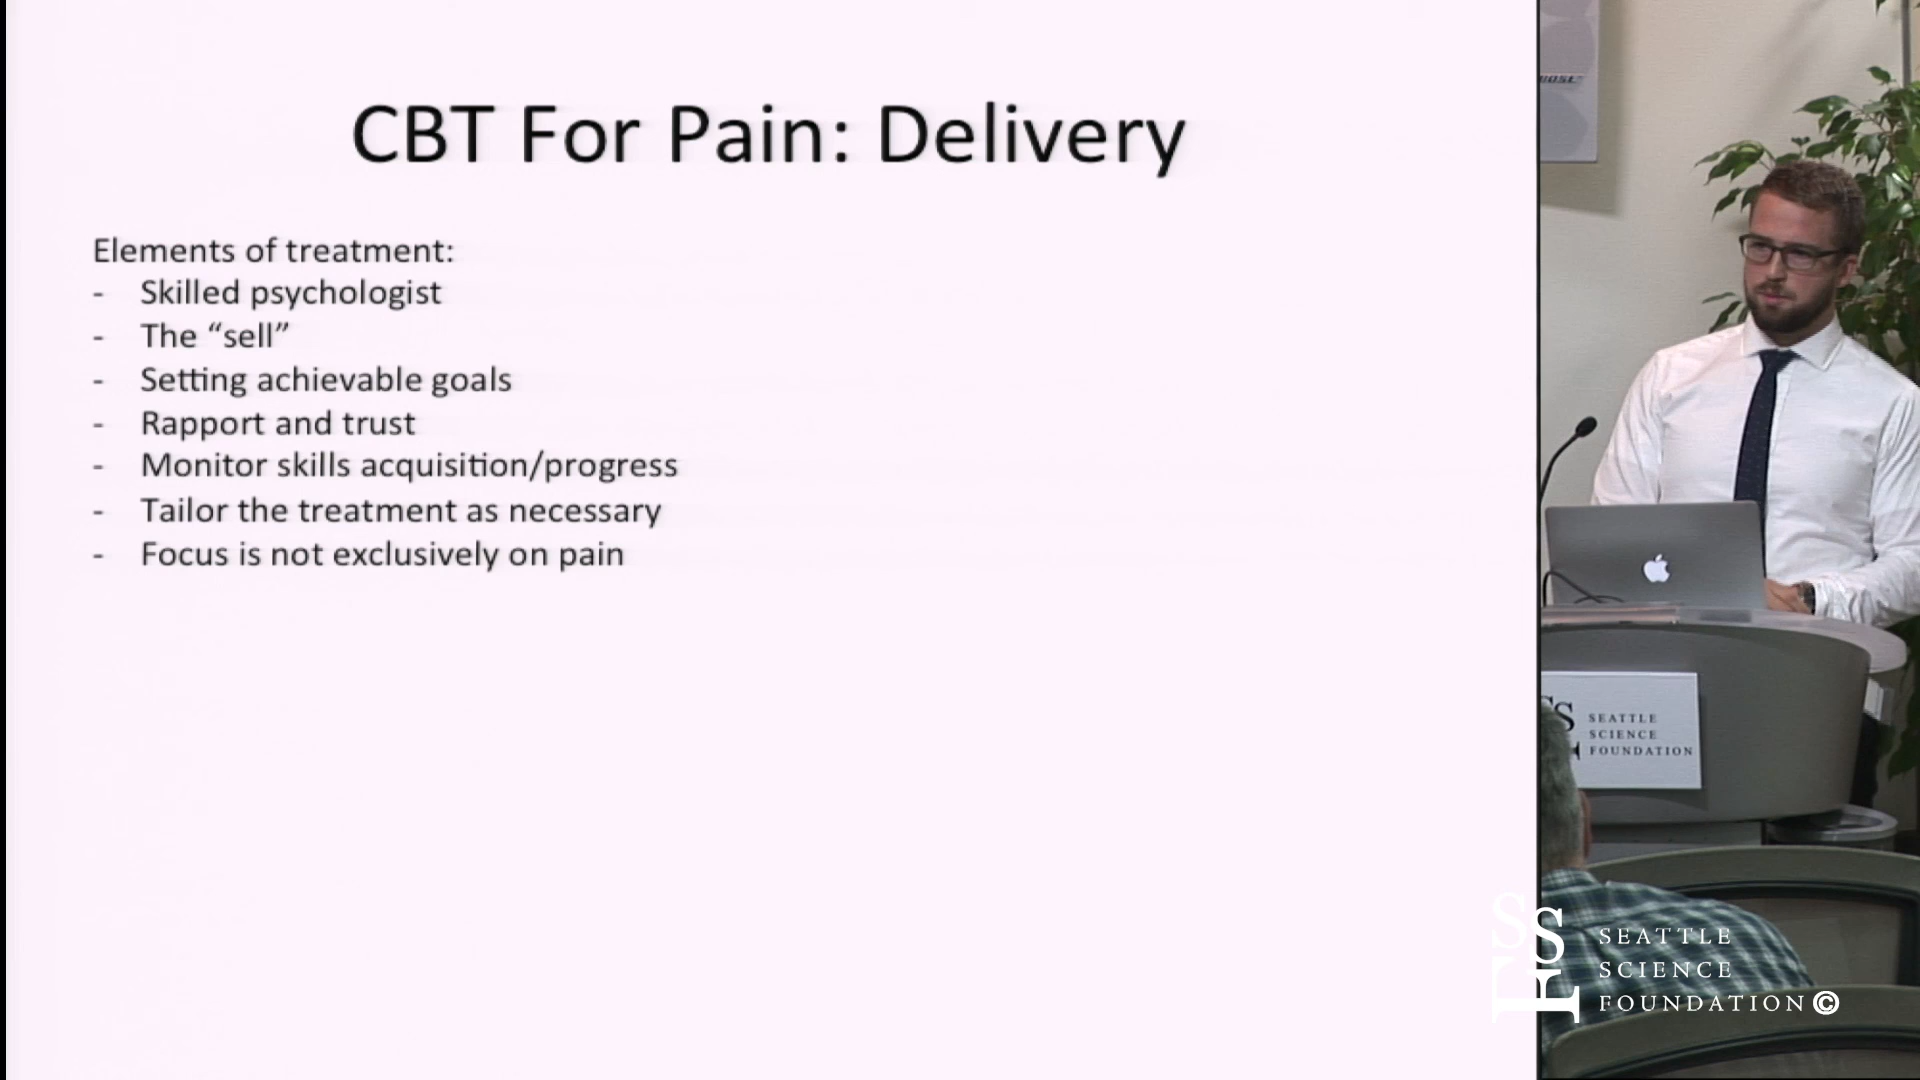 CBT For Pain: Delivery
Elements of treatment:
- Skilled psychologist
- The “sell”
- Setting achievable goals
- Rapport and trust
- Monitor skills acquisition/progress
- Tailor the treatment as necessary
- Focus is not exclusively on pain
SEATTLE
SCIENCE
FOUNDATION
SSF
SEATTLE
SCIENCE
FOUNDATION©